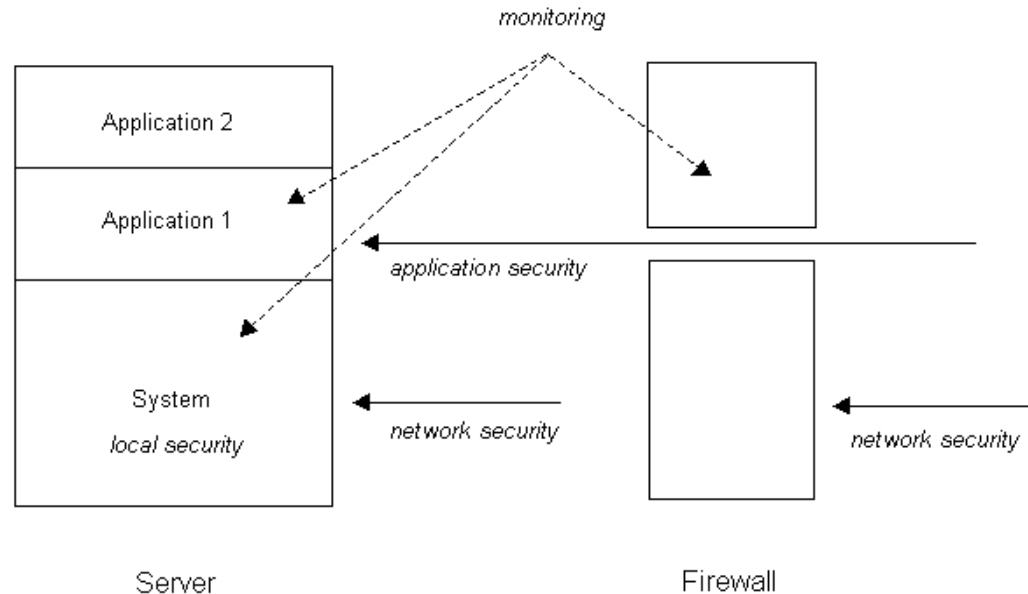 monitoring
Application 2
Application 1
application security
System
local security
network security
network security
Server
Firewall